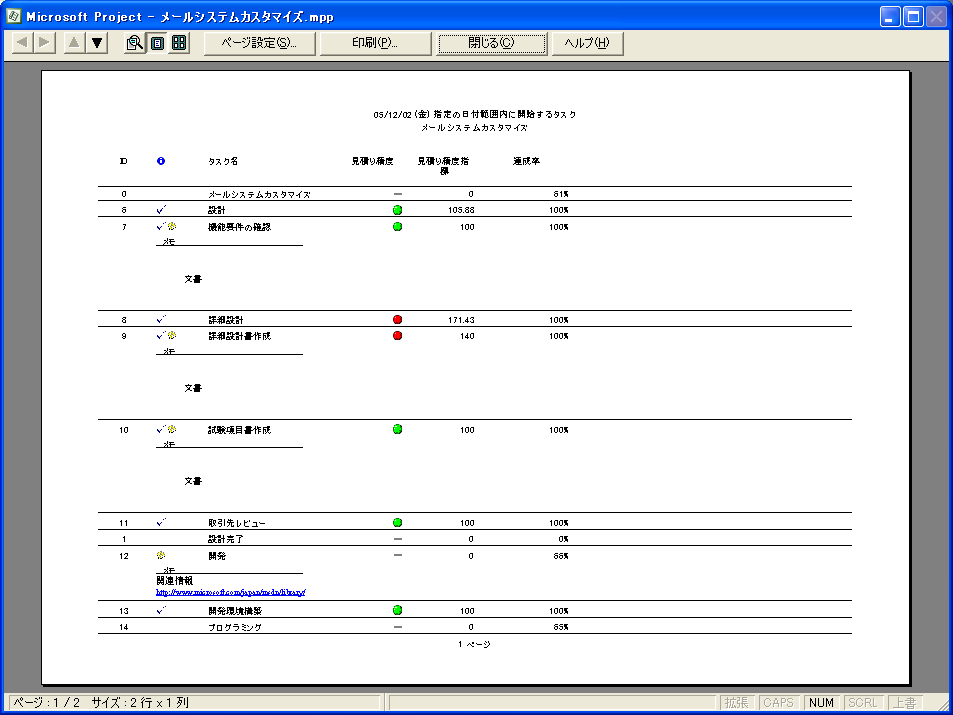 Microsoft Project - メールシステムカスタマイズ.mpp
ページ設定(S)... 印刷(P)... 閉じる(C) ヘルプ(H)
05/12/02 (金) 指定の日付範囲内に開始するタスク
メールシステムカスタマイズ
ID タスク名 見積り精度 見積り精度指 達成率
標
0 メールシステムカスタマイズ — 0 61%
6 設計 105.88 100%
7 機能要件の確認 100 100%
メモ
文書
8 詳細設計 171.43 100%
9 詳細設計書作成 140 100%
メモ
文書
10 試験項目書作成 100 100%
メモ
文書
11 取引先レビュー 100 100%
1 設計完了 — 0 0%
12 開発 — 0 66%
メモ
関連情報
http://www.microsoft.com/japan/msdn/library/
13 開発環境構築 100 100%
14 プログラミング — 0 65%
1 ページ
ページ : 1 / 2 サイズ : 2 行 x 1 列 拡張 CAPS NUM SCRL 上書